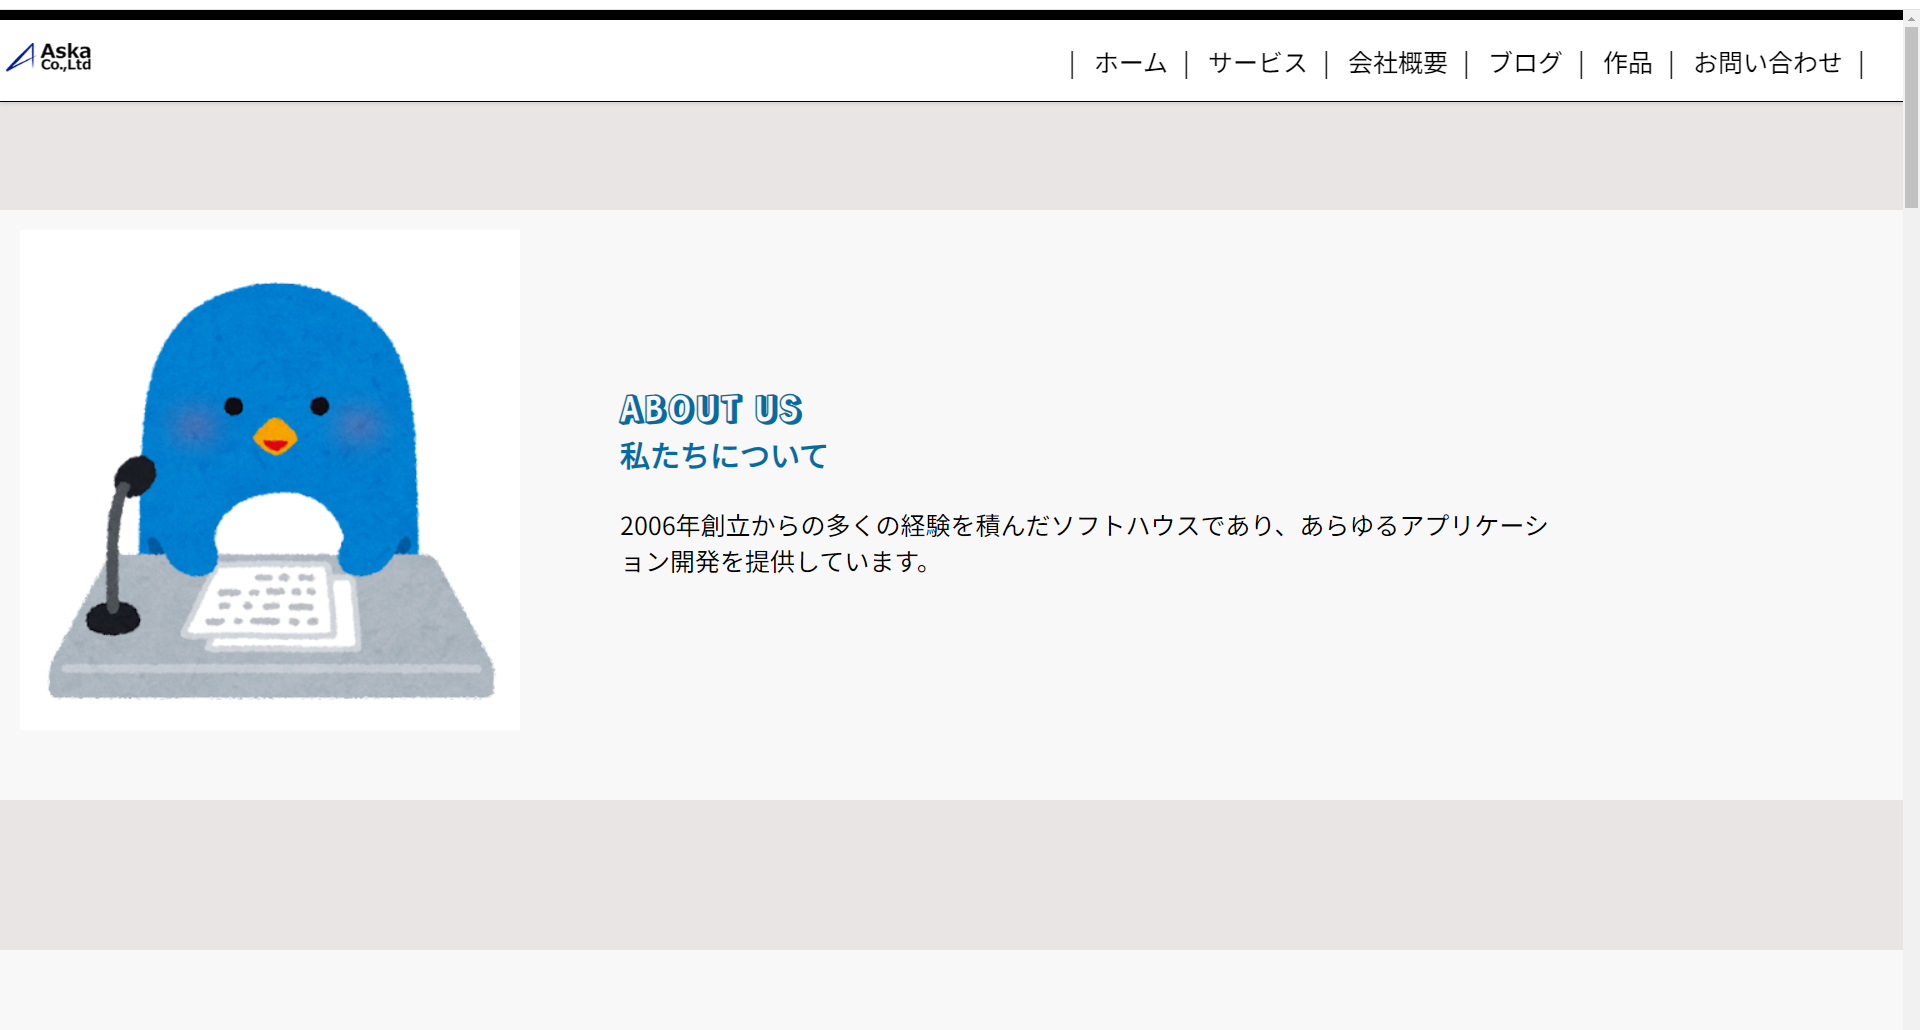 Aska
Co.,Ltd
| ホーム | サービス | 会社概要 | ブログ | 作品 | お問い合わせ |
ABOUT US
私たちについて
2006年創立からの多くの経験を積んだソフトハウスであり、あらゆるアプリケーシ
ョン開発を提供しています。